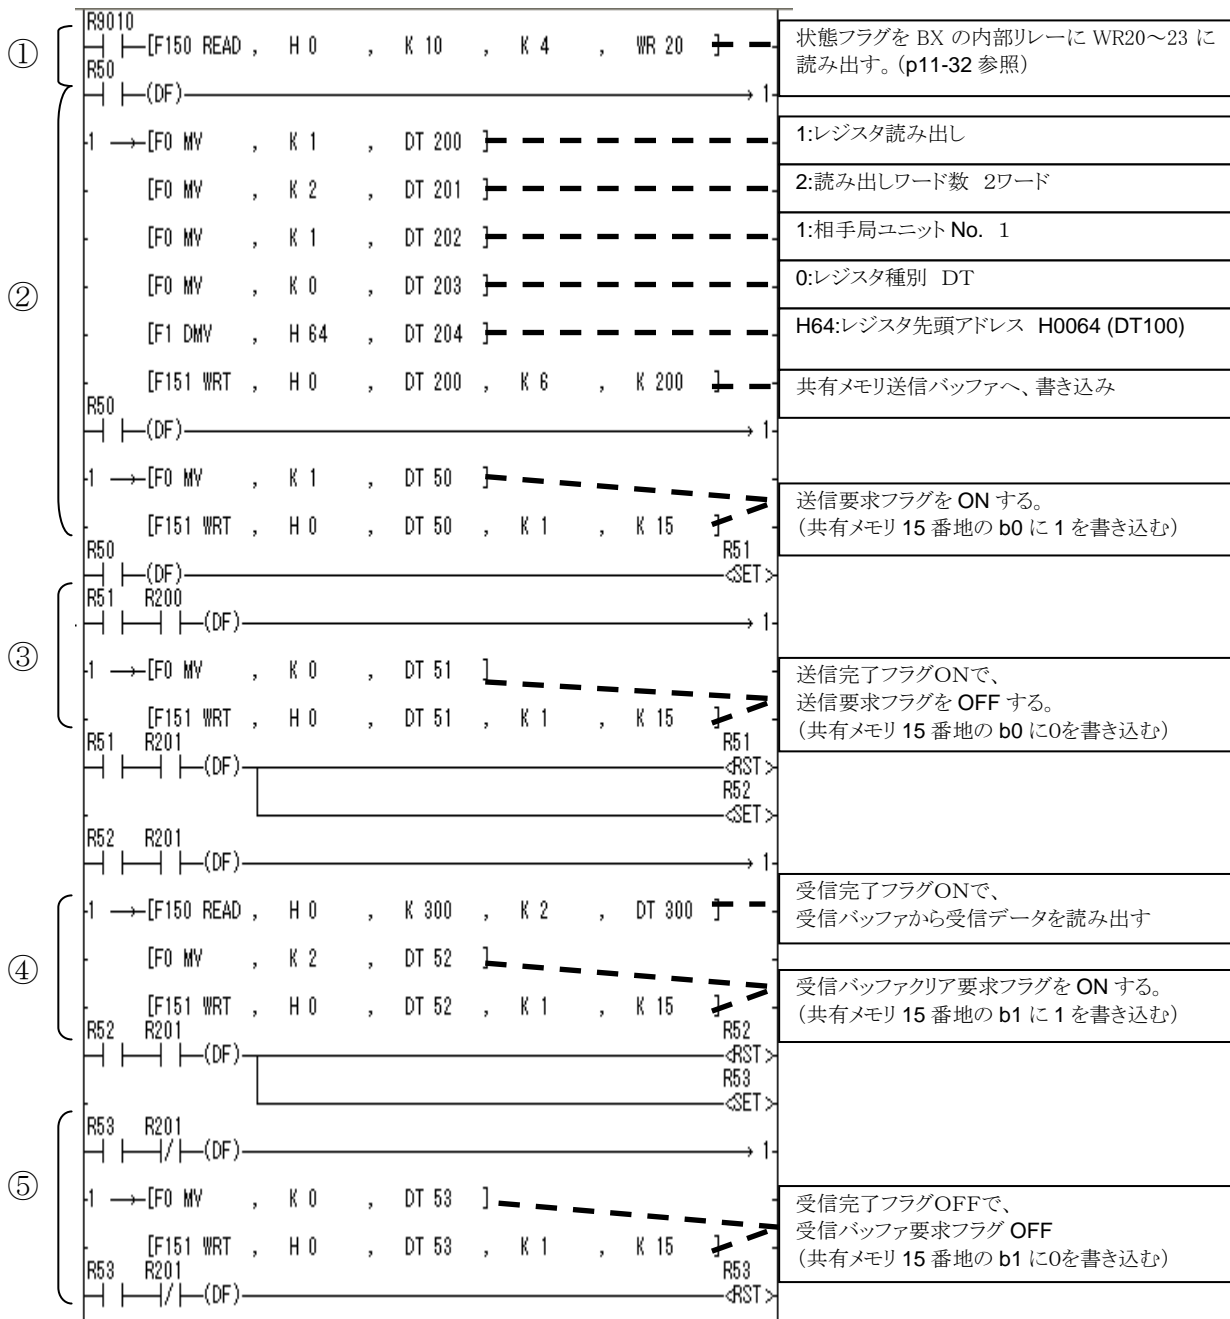 R9010
① [F150 READ , H 0 , K 10 , K 4 , WR 20 ]
状態フラグを BX の内部リレーに WR20～23 に
読み出す。(p11-32 参照)
R50
(DF) 1
1 [F0 MV , K 1 , DT 200 ]
1:レジスタ読み出し
[F0 MV , K 2 , DT 201 ]
2:読み出しワード数 2ワード
[F0 MV , K 1 , DT 202 ]
1:相手局ユニット No. 1
②
[F0 MV , K 0 , DT 203 ]
0:レジスタ種別 DT
[F1 DMV , H 64 , DT 204 ]
H64:レジスタ先頭アドレス H0064 (DT100)
[F151 WRT , H 0 , DT 200 , K 6 , K 200 ]
共有メモリ送信バッファへ、書き込み
R50
(DF) 1
1 [F0 MV , K 1 , DT 50 ]
送信要求フラグを ON する。
(共有メモリ 15 番地の b0 に 1 を書き込む)
[F151 WRT , H 0 , DT 50 , K 1 , K 15 ]
R50 R51
(DF) <SET>
R51 R200
(DF) 1
③
1 [F0 MV , K 0 , DT 51 ]
送信完了フラグONで、
送信要求フラグを OFF する。
(共有メモリ 15 番地の b0 に0を書き込む)
[F151 WRT , H 0 , DT 51 , K 1 , K 15 ]
R51 R201 R51
(DF) <RST>
R52
<SET>
R52 R201
(DF) 1
1 [F150 READ , H 0 , K 300 , K 2 , DT 300 ]
受信完了フラグONで、
受信バッファから受信データを読み出す
④
[F0 MV , K 2 , DT 52 ]
受信バッファクリア要求フラグを ON する。
(共有メモリ 15 番地の b1 に 1 を書き込む)
[F151 WRT , H 0 , DT 52 , K 1 , K 15 ]
R52 R201 R52
(DF) <RST>
R53
<SET>
R53 R201
(DF) 1
⑤
1 [F0 MV , K 0 , DT 53 ]
受信完了フラグOFFで、
受信バッファ要求フラグ OFF
(共有メモリ 15 番地の b1 に0を書き込む)
[F151 WRT , H 0 , DT 53 , K 1 , K 15 ]
R53 R201 R53
(DF) <RST>